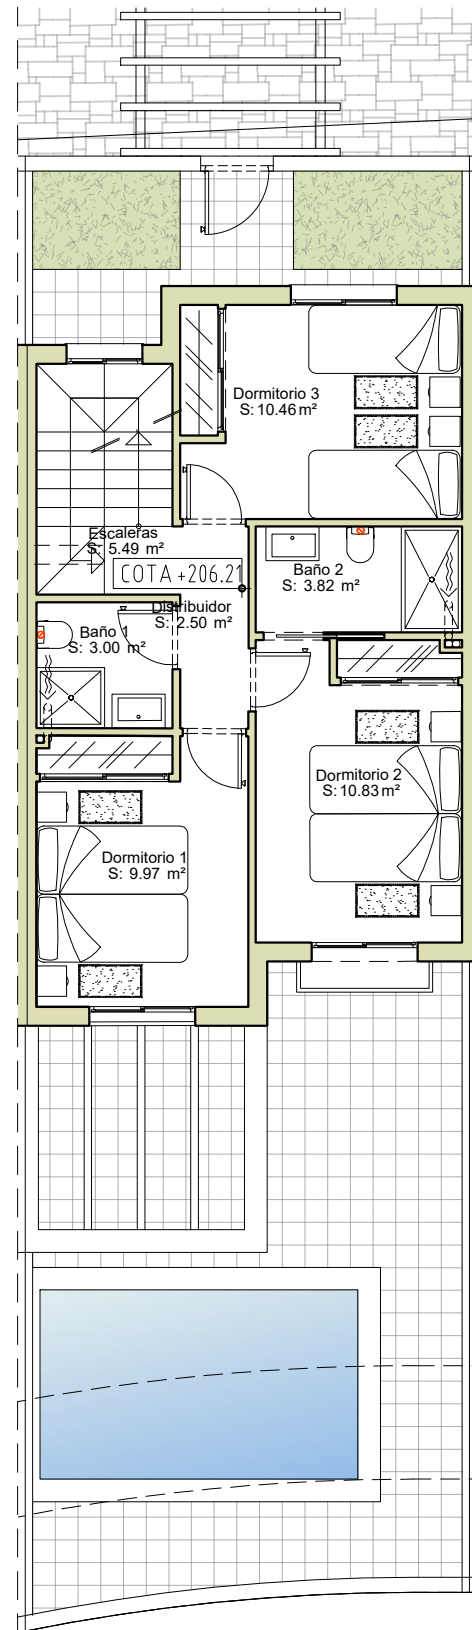 Dormitorio 3
S: 10.46 m²
Escaleras
S: 5.49 m²
COTA +206.21
Baño 2
S: 3.82 m²
Distribuidor
S: 2.50 m²
Baño 1
S: 3.00 m²
Dormitorio 2
S: 10.83 m²
Dormitorio 1
S: 9.97 m²